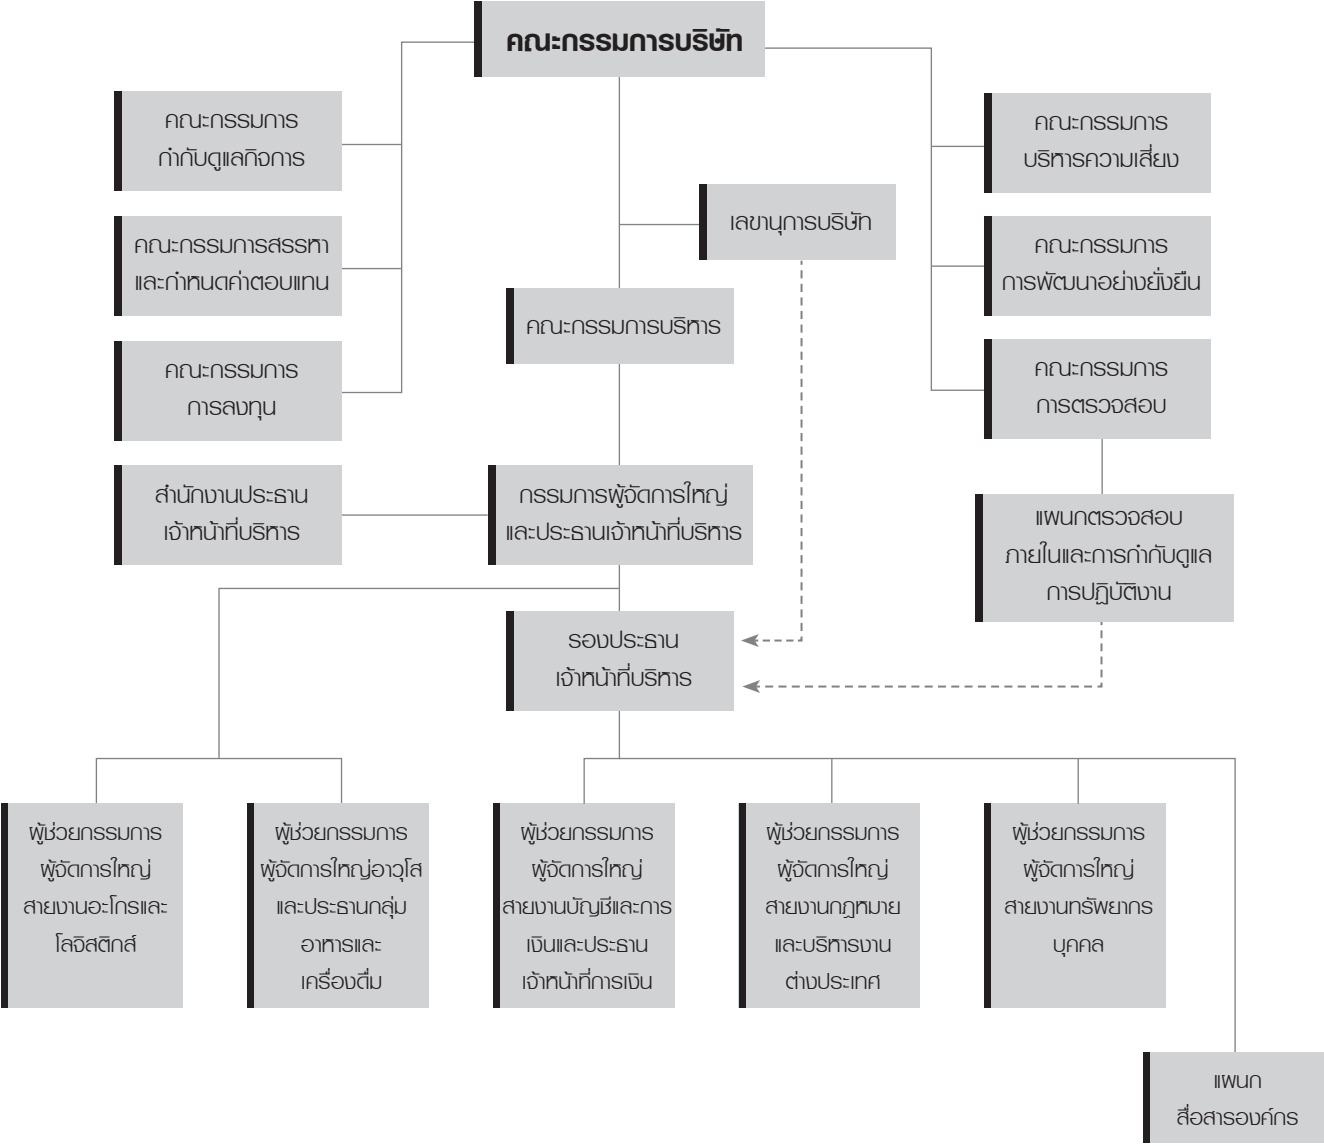 คณะกรรมการบริษัท
คณะกรรมการ
กำกับดูแลกิจการ
คณะกรรมการสรรหา
และกำหนดค่าตอบแทน
คณะกรรมการ
การลงทุน
สำนักงานประธาน
เจ้าหน้าที่บริหาร
เลขานุการบริษัท
คณะกรรมการบริหาร
กรรมการผู้จัดการใหญ่
และประธานเจ้าหน้าที่บริหาร
รองประธาน
เจ้าหน้าที่บริหาร
คณะกรรมการ
บริหารความเสี่ยง
คณะกรรมการ
การพัฒนาอย่างยั่งยืน
คณะกรรมการ
การตรวจสอบ
แผนกตรวจสอบ
ภายในและการกำกับดูแล
การปฏิบัติงาน
ผู้ช่วยกรรมการ
ผู้จัดการใหญ่
สายงานอะโกรและ
โลจิสติกส์
ผู้ช่วยกรรมการ
ผู้จัดการใหญ่อาวุโส
และประธานกลุ่ม
อาหารและ
เครื่องดื่ม
ผู้ช่วยกรรมการ
ผู้จัดการใหญ่
สายงานบัญชีและการ
เงินและประธาน
เจ้าหน้าที่การเงิน
ผู้ช่วยกรรมการ
ผู้จัดการใหญ่
สายงานกฎหมาย
และบริหารงาน
ต่างประเทศ
ผู้ช่วยกรรมการ
ผู้จัดการใหญ่
สายงานทรัพยากร
บุคคล
แผนก
สื่อสารองค์กร